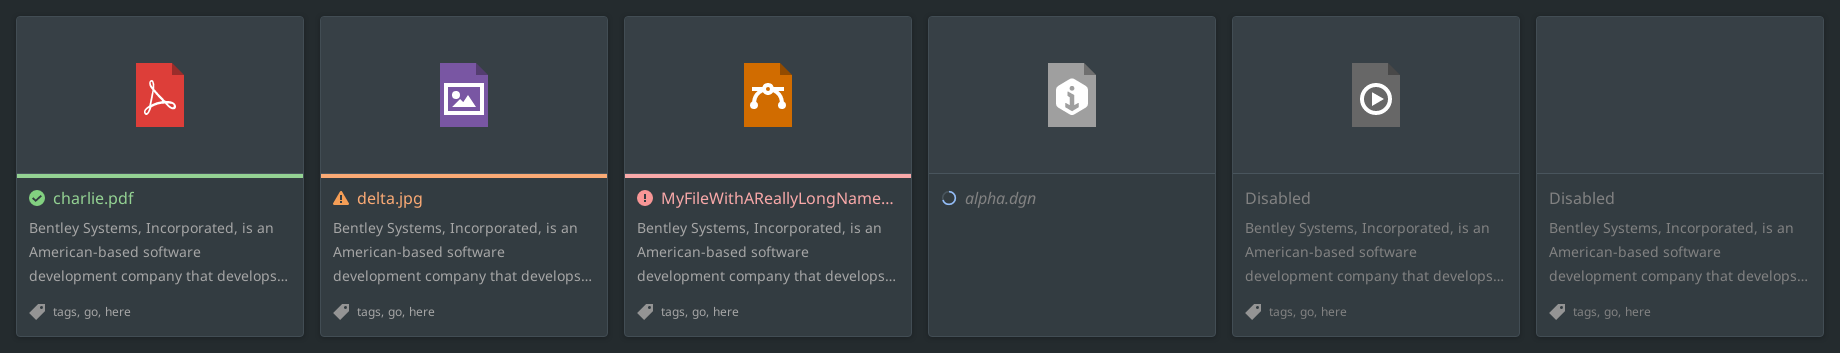 charlie.pdf
Bentley Systems, Incorporated, is an
American-based software
development company that develops...
tags, go, here
delta.jpg
Bentley Systems, Incorporated, is an
American-based software
development company that develops...
tags, go, here
MyFileWithAReallyLongName...
Bentley Systems, Incorporated, is an
American-based software
development company that develops...
tags, go, here
alpha.dgn
Disabled
Bentley Systems, Incorporated, is an
American-based software
development company that develops...
tags, go, here
Disabled
Bentley Systems, Incorporated, is an
American-based software
development company that develops...
tags, go, here